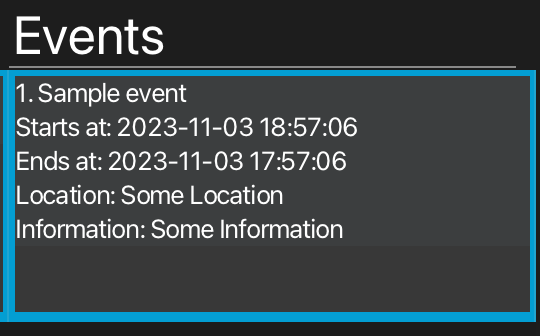 Events
1. Sample event
Starts at: 2023-11-03 18:57:06
Ends at: 2023-11-03 17:57:06
Location: Some Location
Information: Some Information